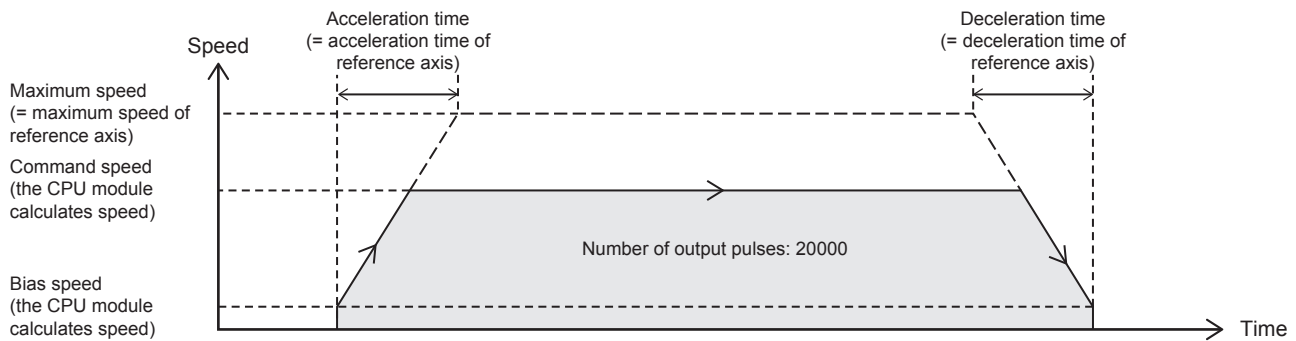 Acceleration time
(= acceleration time of
reference axis)
Deceleration time
(= deceleration time of
reference axis)
Speed
Maximum speed
(= maximum speed of
reference axis)
Command speed
(the CPU module
calculates speed)
Number of output pulses: 20000
Bias speed
(the CPU module
calculates speed)
Time